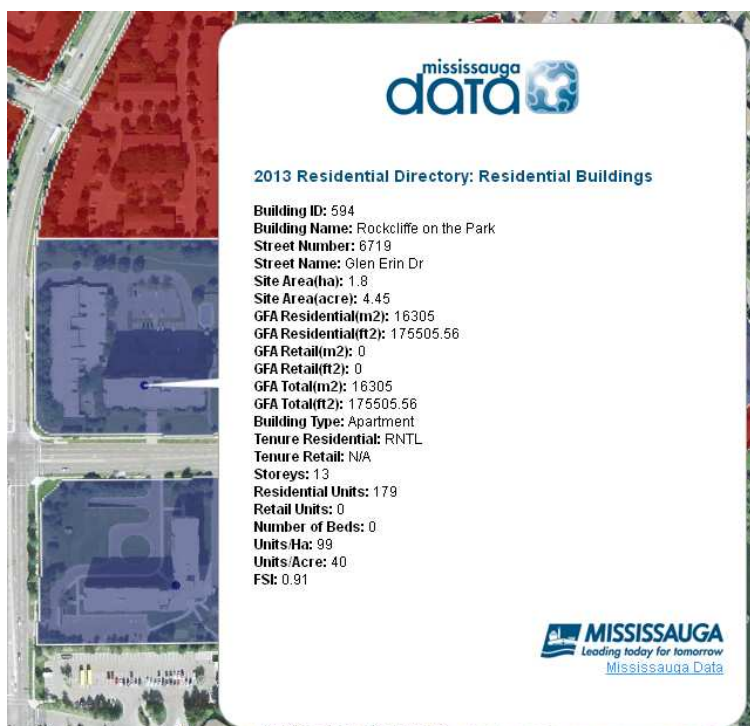 mississauga
data
2013 Residential Directory: Residential Buildings
Building ID: 594
Building Name: Rockcliffe on the Park
Street Number: 6719
Street Name: Glen Erin Dr
Site Area(ha): 1.8
Site Area(acre): 4.45
GFA Residential(m2): 16305
GFA Residential(ft2): 175505.56
GFA Retail(m2): 0
GFA Retail(ft2): 0
GFA Total(m2): 16305
GFA Total(ft2): 175505.56
Building Type: Apartment
Tenure Residential: RNTL
Tenure Retail: N/A
Storeys: 13
Residential Units: 179
Retail Units: 0
Number of Beds: 0
Units/Ha: 99
Units/Acre: 40
FSI: 0.91
MISSISSAUGA
Leading today for tomorrow
Mississauga Data